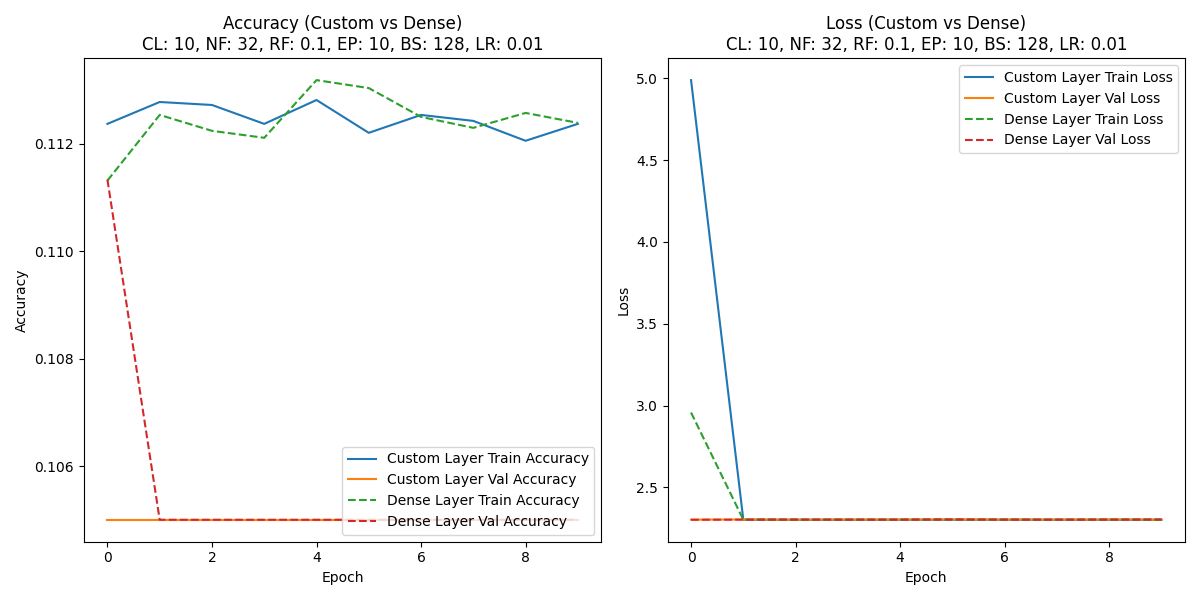 Accuracy (Custom vs Dense)
CL: 10, NF: 32, RF: 0.1, EP: 10, BS: 128, LR: 0.01
0.112
0.110
0.108
0.106
Accuracy
0 2 4 6 8
Epoch
Custom Layer Train Accuracy
Custom Layer Val Accuracy
Dense Layer Train Accuracy
Dense Layer Val Accuracy
Loss (Custom vs Dense)
CL: 10, NF: 32, RF: 0.1, EP: 10, BS: 128, LR: 0.01
5.0
4.5
4.0
3.5
3.0
2.5
Loss
0 2 4 6 8
Epoch
Custom Layer Train Loss
Custom Layer Val Loss
Dense Layer Train Loss
Dense Layer Val Loss